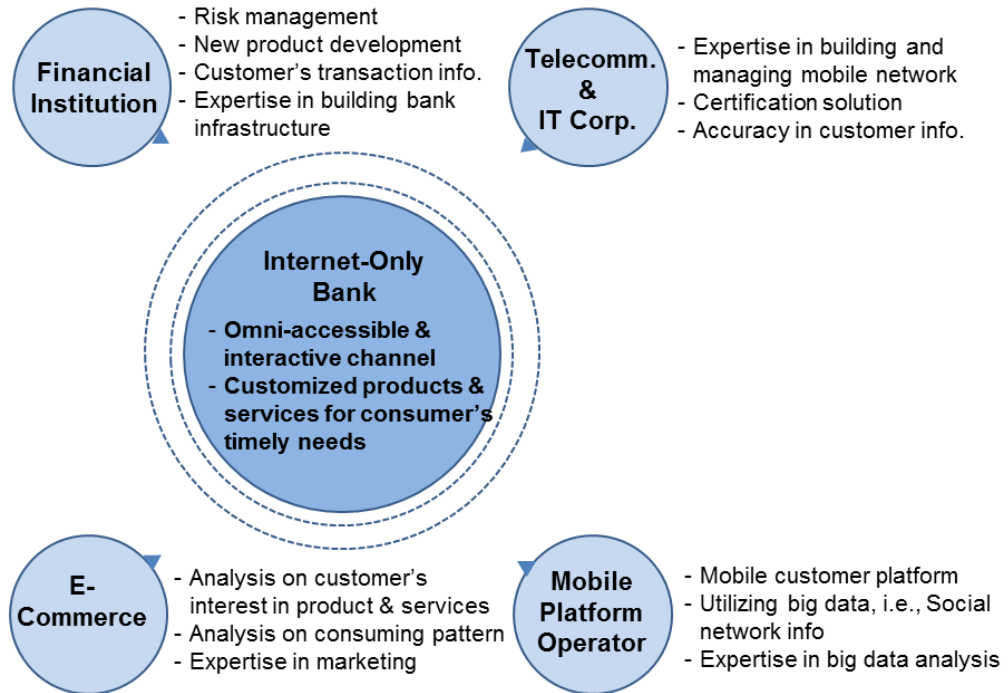 Financial
Institution
- Risk management
- New product development
- Customer's transaction info.
- Expertise in building bank
infrastructure
Telecomm.
&
IT Corp.
- Expertise in building and
managing mobile network
- Certification solution
- Accuracy in customer info.
Internet-Only
Bank
- Omni-accessible &
interactive channel
- Customized products &
services for consumer's
timely needs
E-
Commerce
- Analysis on customer's
interest in product & services
- Analysis on consuming pattern
- Expertise in marketing
Mobile
Platform
Operator
- Mobile customer platform
- Utilizing big data, i.e., Social
network info
- Expertise in big data analysis